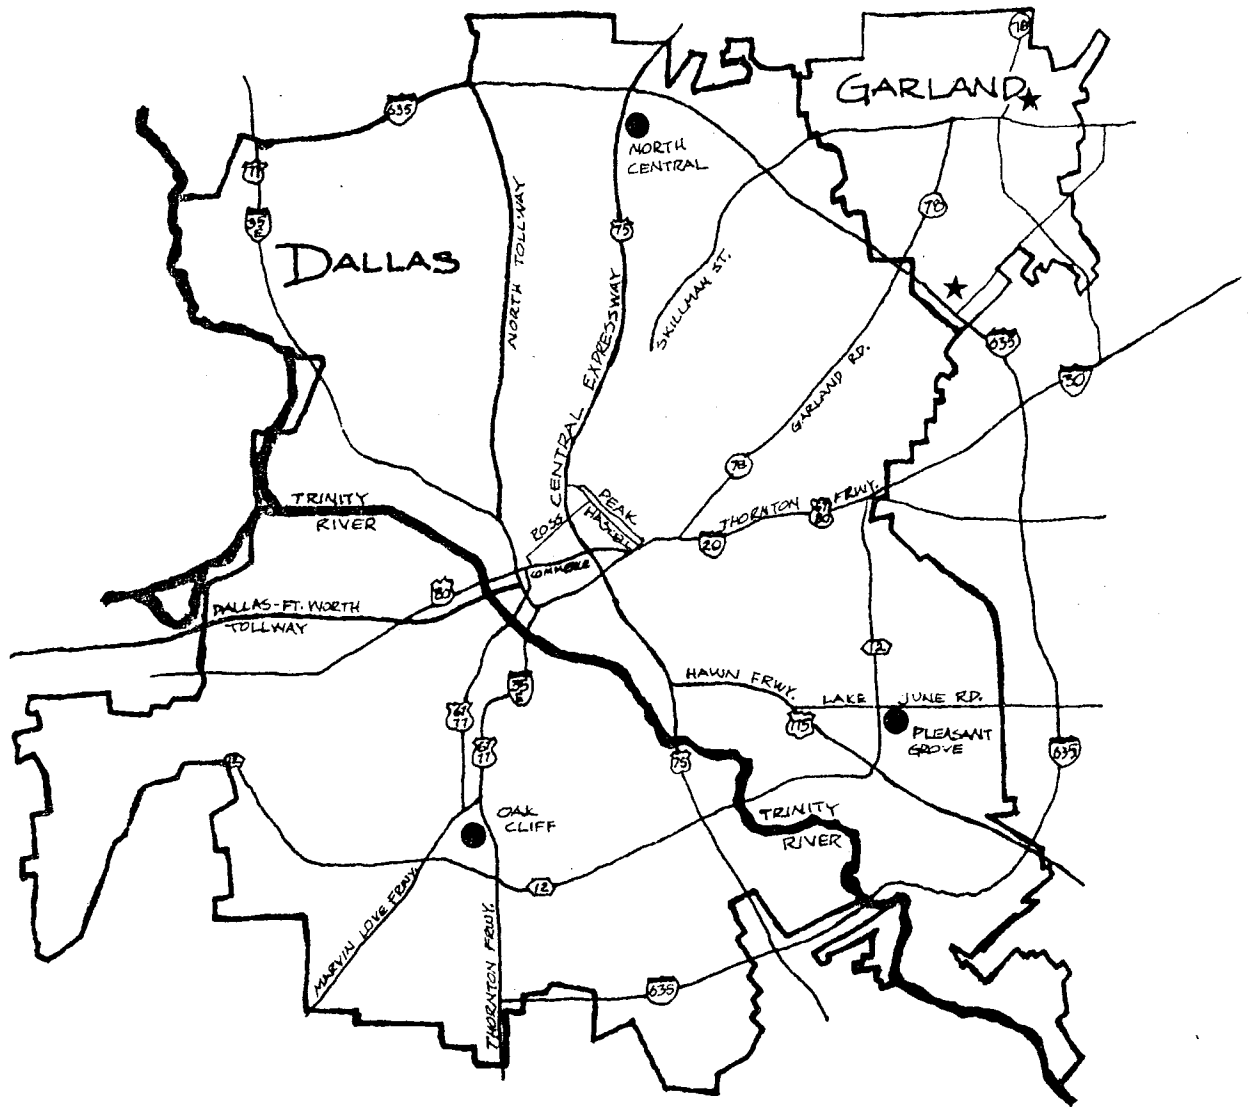 78
GARLAND
635
NORTH
CENTRAL
77
35
E
78
75
DALLAS
NORTH TOLLWAY
SKILLMAN ST.
CENTRAL EXPRESSWAY
635
30
GARLAND RD.
78
TRINITY
RIVER
PEAK
HASKELL
ROSS
THORNTON FRWY.
67
80
20
COMMERCE
80
DALLAS-FT. WORTH
TOLLWAY
12
HAWN FRWY.
LAKE JUNE RD.
35
E
67
77
175
PLEASANT
GROVE
67
77
75
635
12
OAK
CLIFF
TRINITY
RIVER
12
MARVIN LOVE FRWY.
THORNTON FRWY.
635